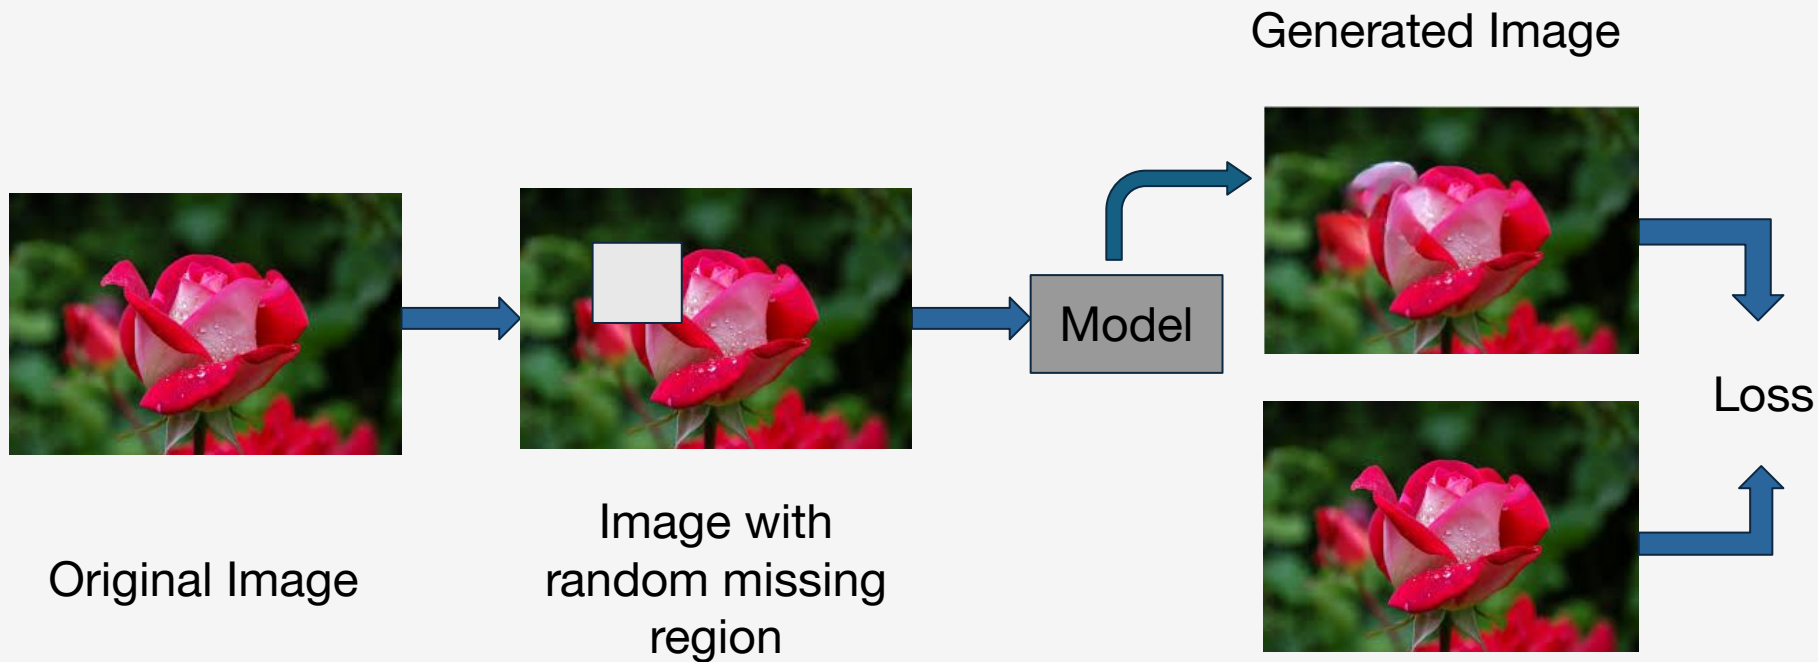 Generated Image
Model
Loss
Original Image
Image with
random missing
region